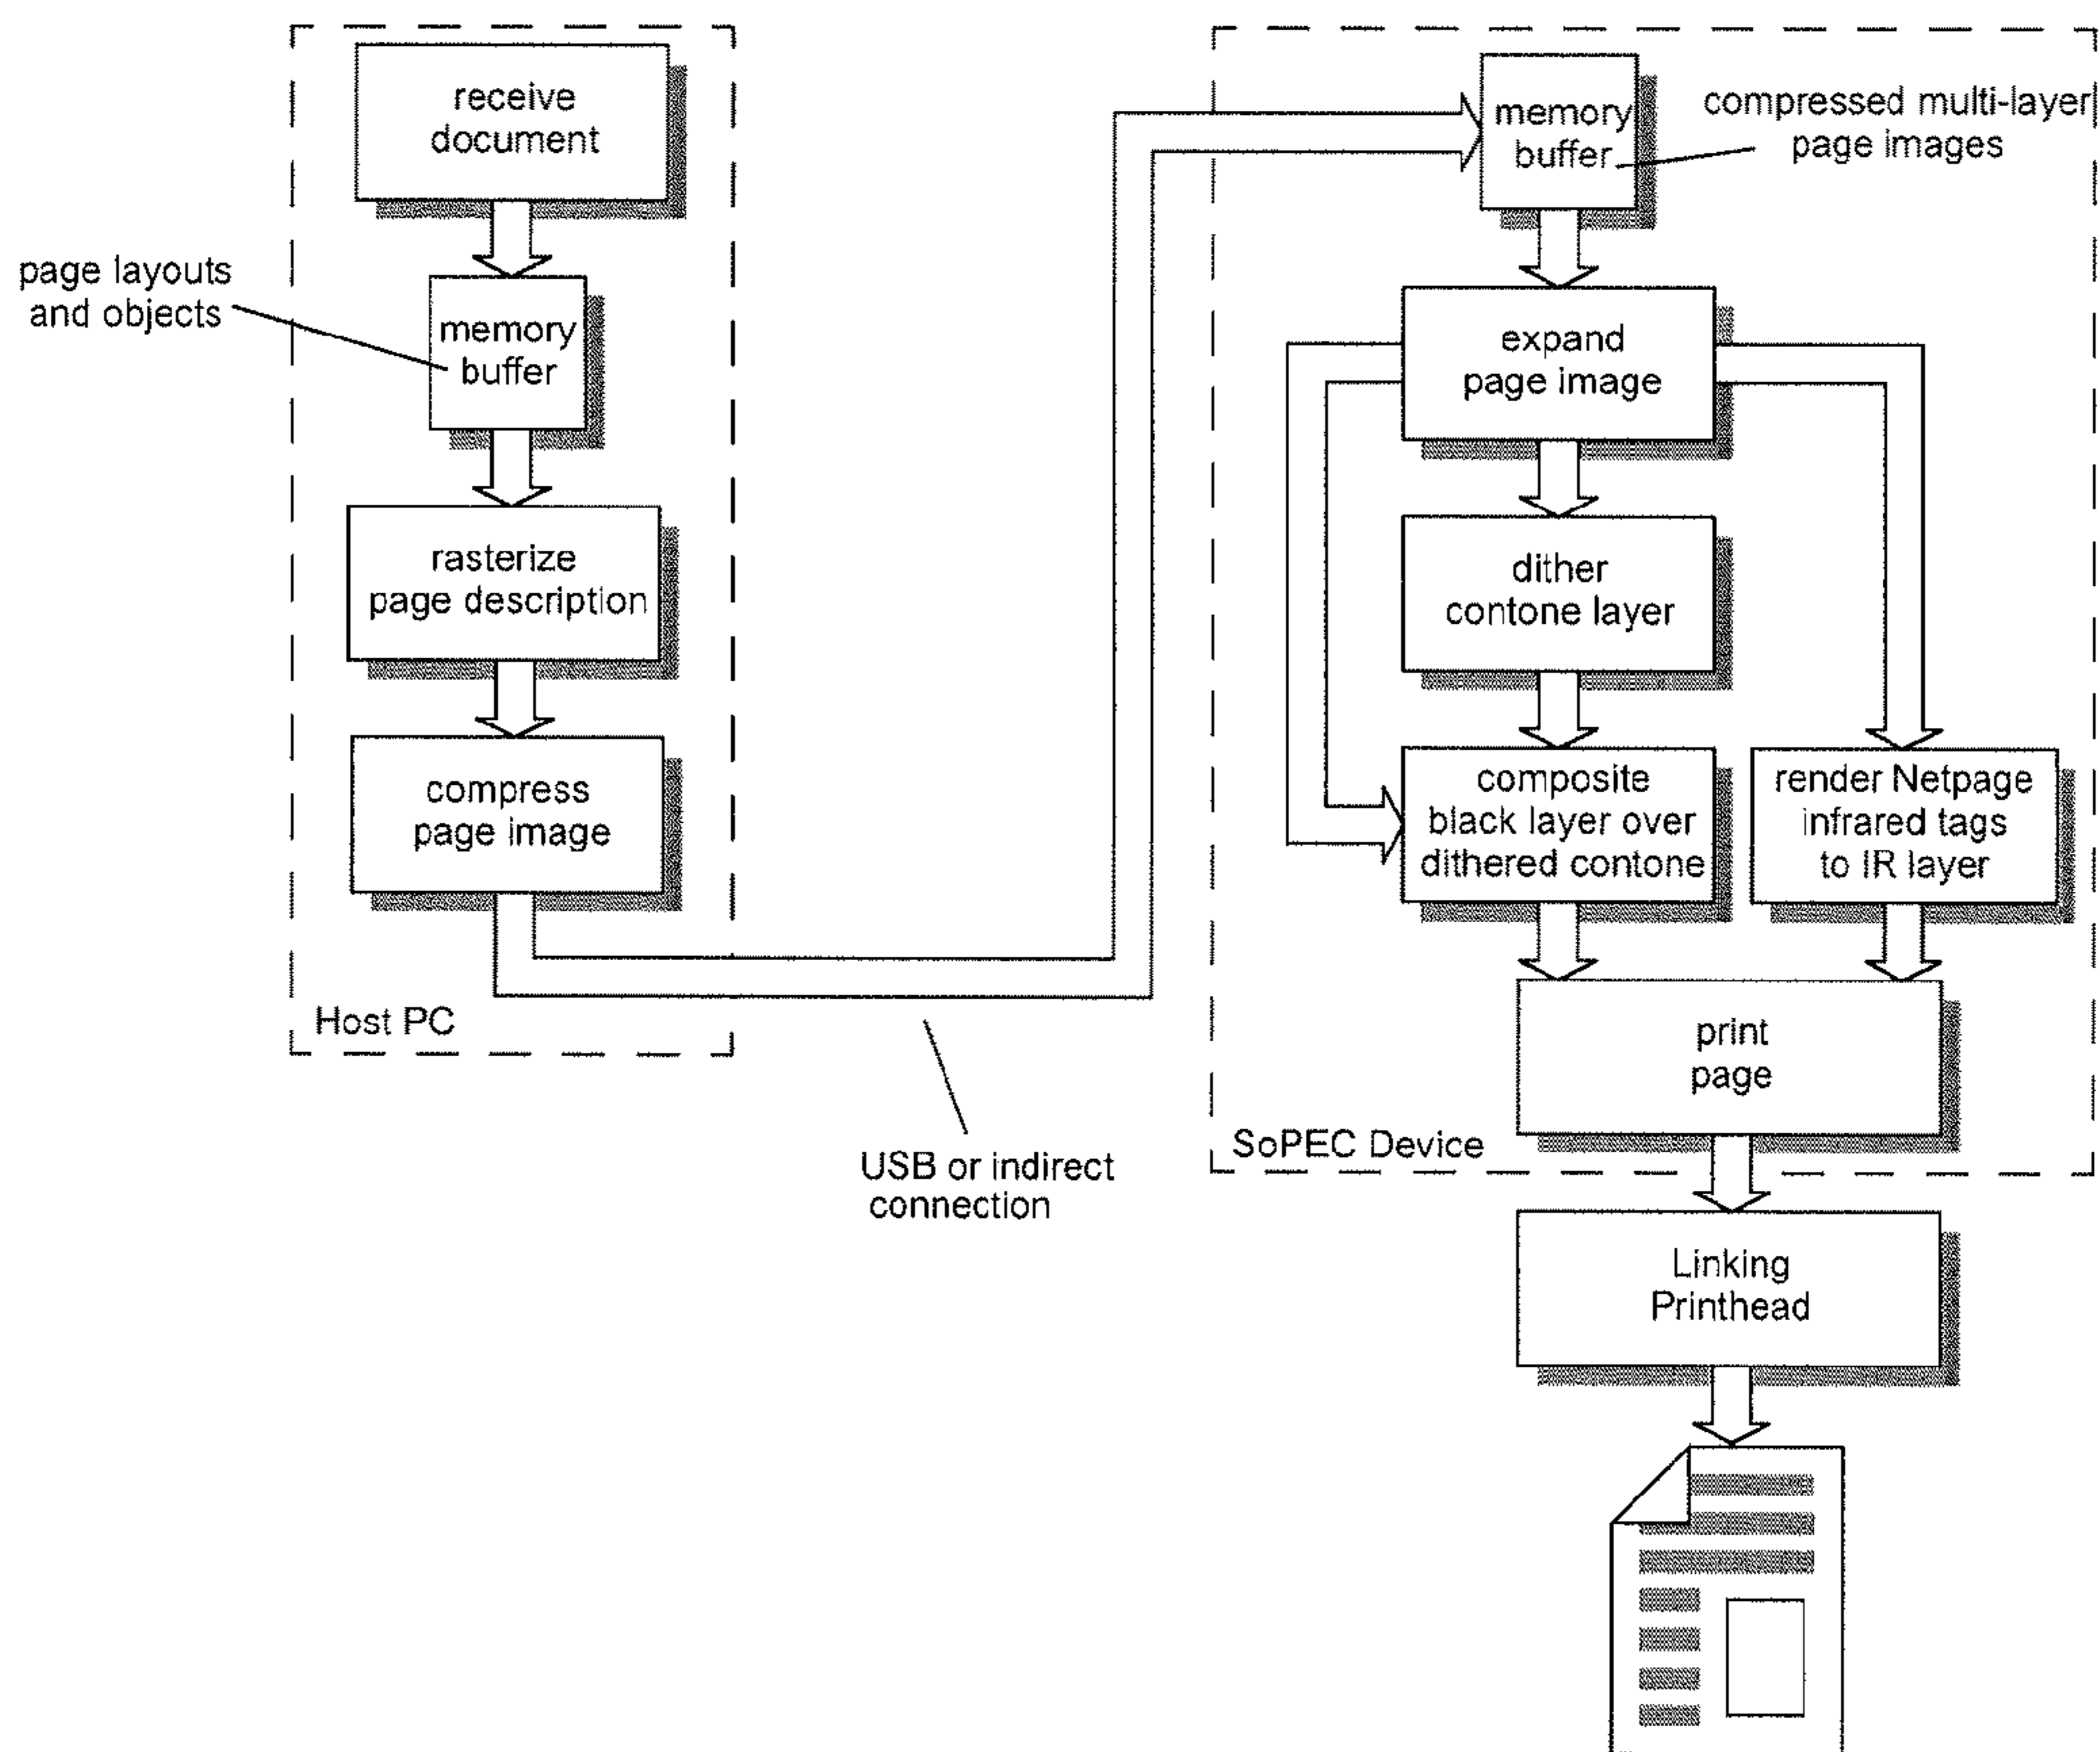 receive
document
page layouts
and objects
memory
buffer
rasterize
page description
compress
page image
Host PC
USB or indirect
connection
memory
buffer
compressed multi-layer
page images
expand
page image
dither
contone layer
composite
black layer over
dithered contone
render Netpage
infrared tags
to IR layer
print
page
SoPEC Device
Linking
Printhead